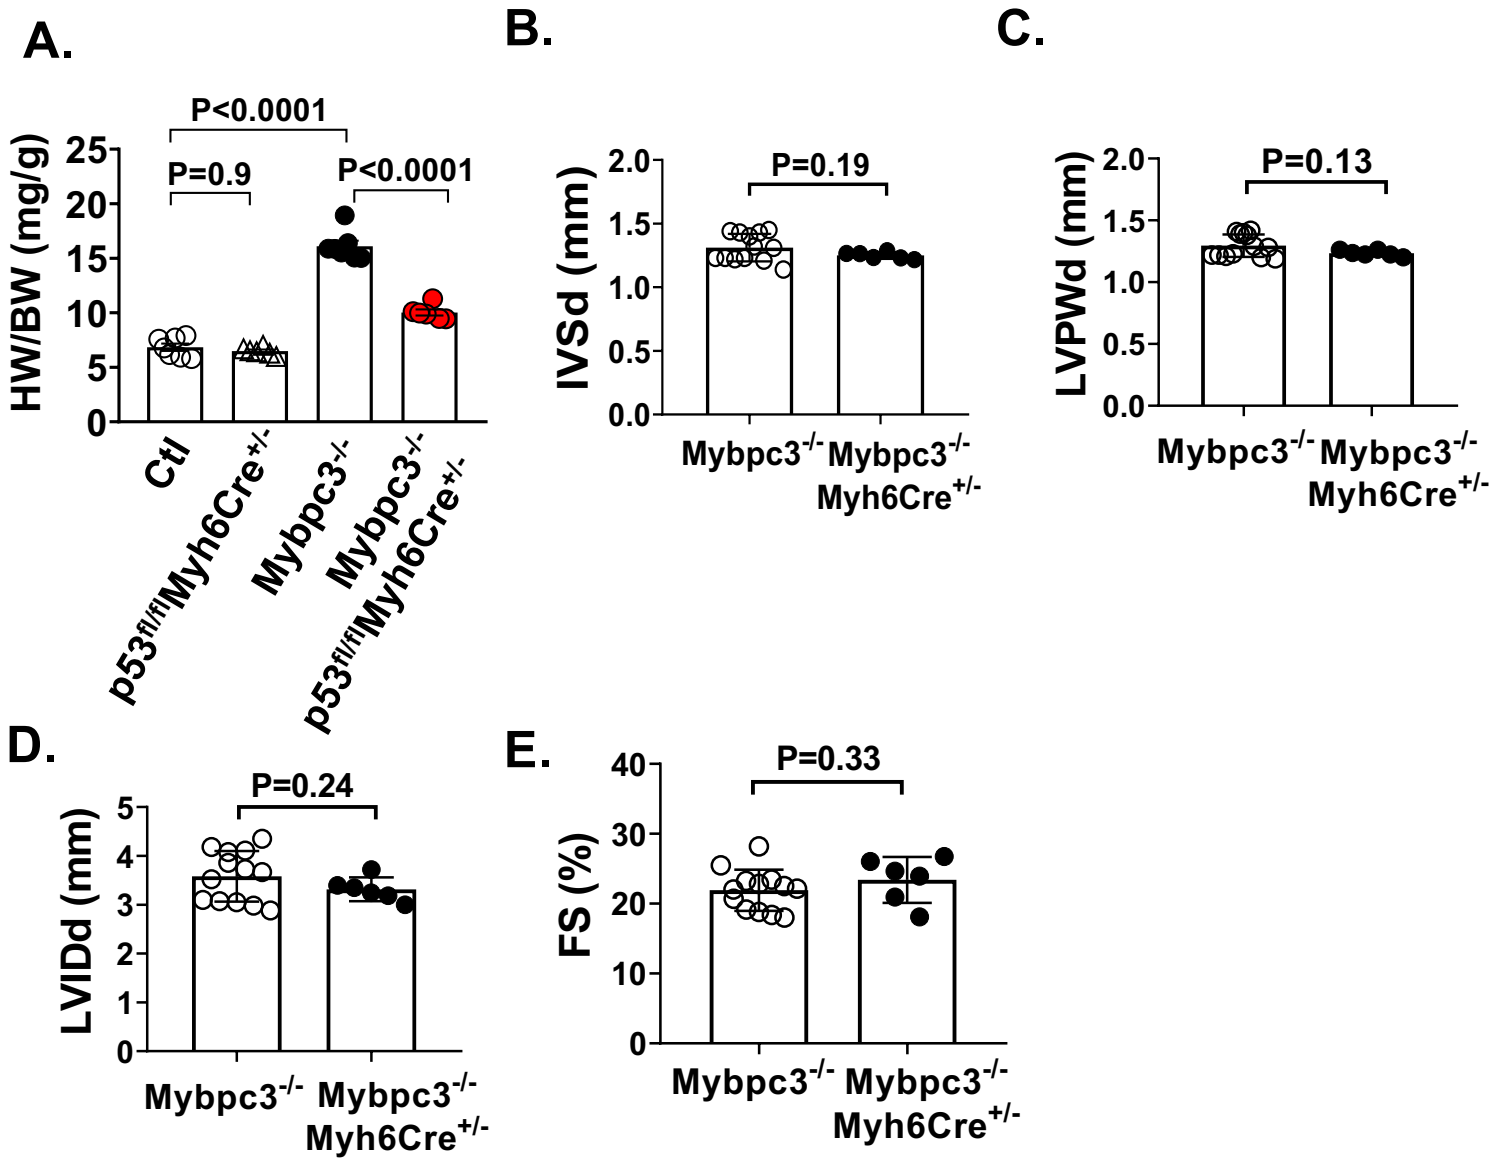 A.
P<0.0001
P=0.9
P<0.0001
HW/BW (mg/g)
25
20
15
10
5
0
Ctl
p53fl/flMyh6Cre+/-
Mybpc3-/-
Mybpc3-/-
p53fl/flMyh6Cre+/-
B.
P=0.19
IVSd (mm)
2.0
1.5
1.0
0.5
0.0
Mybpc3-/-
Mybpc3-/-
Myh6Cre+/-
C.
P=0.13
LVPWd (mm)
2.0
1.5
1.0
0.5
0.0
Mybpc3-/-
Mybpc3-/-
Myh6Cre+/-
D.
P=0.24
LVIDd (mm)
5
4
3
2
1
0
Mybpc3-/-
Mybpc3-/-
Myh6Cre+/-
E.
P=0.33
FS (%)
40
30
20
10
0
Mybpc3-/-
Mybpc3-/-
Myh6Cre+/-